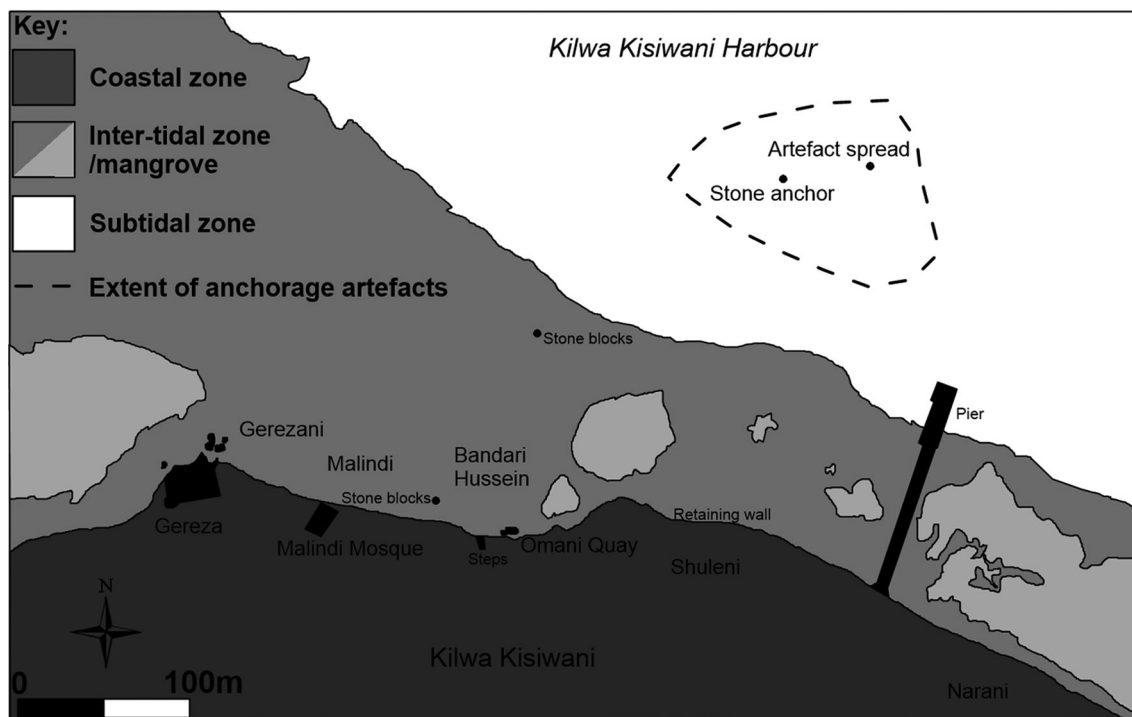 Key:
Coastal zone
Inter-tidal zone
/mangrove
Subtidal zone
Extent of anchorage artefacts
Kilwa Kisiwani Harbour
Artefact spread
Stone anchor
Stone blocks
Pier
Gerezani
Malindi
Bandari
Hussein
Stone blocks
Gereza
Malindi Mosque
Steps
Omani Quay
Retaining wall
Shuleni
N
Kilwa Kisiwani
Narani
0 100m